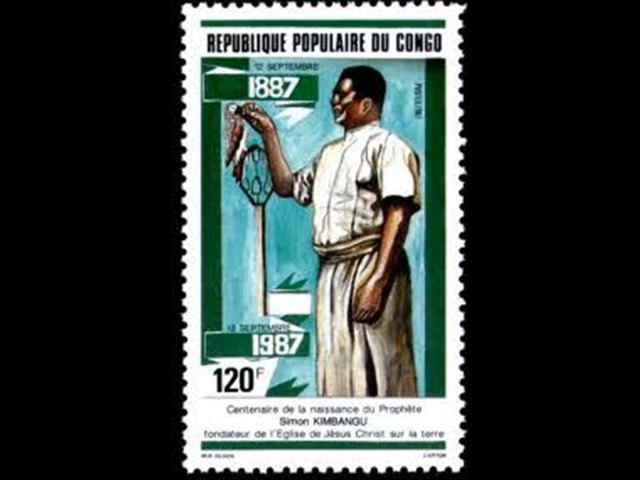 REPUBLIQUE POPULAIRE DU CONGO
12 SEPTEMBRE
1887
12 SEPTEMBRE
1987
120F
Centenaire de la naissance du Prophète
Simon KIMBANGU
fondateur de l'Eglise de Jèsus Christ sur la terre